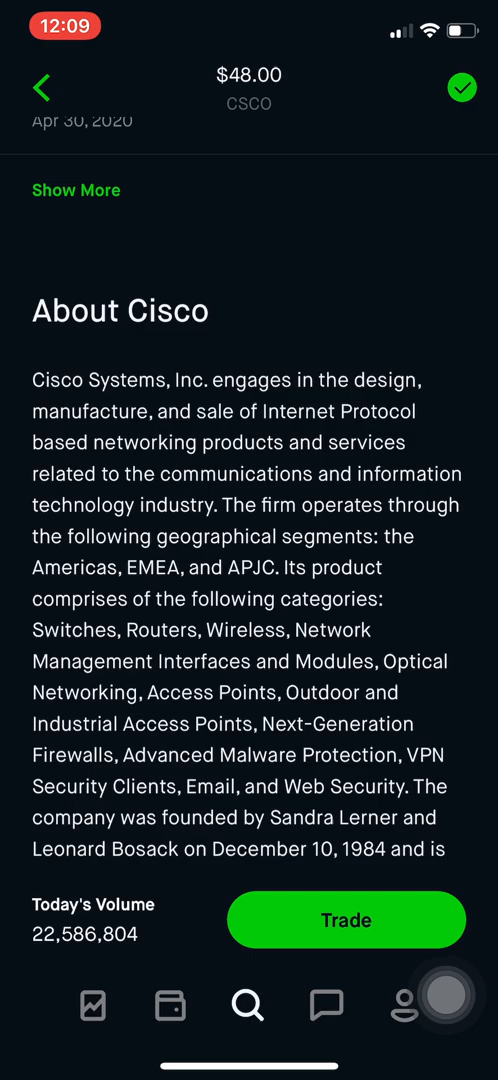 12:09
$48.00
CSCO
Apr 30, 2020
Show More
About Cisco
Cisco Systems, Inc. engages in the design,
manufacture, and sale of Internet Protocol
based networking products and services
related to the communications and information
technology industry. The firm operates through
the following geographical segments: the
Americas, EMEA, and APJC. Its product
comprises of the following categories:
Switches, Routers, Wireless, Network
Management Interfaces and Modules, Optical
Networking, Access Points, Outdoor and
Industrial Access Points, Next-Generation
Firewalls, Advanced Malware Protection, VPN
Security Clients, Email, and Web Security. The
company was founded by Sandra Lerner and
Leonard Bosack on December 10, 1984 and is
Today's Volume
22,586,804
Trade